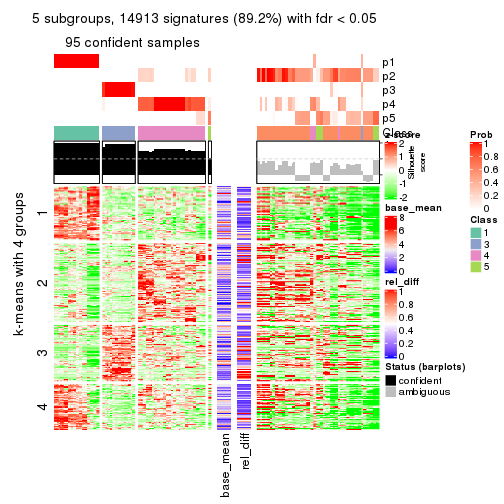 5 subgroups, 14913 signatures (89.2%) with fdr < 0.05
95 confident samples
p1
p2
p3
p4
p5
Class
k-means with 4 groups
1
2
3
4
base_mean
rel_diff
Silhouette
score
z-score
2
1
0
-1
-2
base_mean
8
6
4
2
0
rel_diff
1
0.8
0.6
0.4
0.2
0
Status (barplots)
confident
ambiguous
Prob
1
0.8
0.6
0.4
0.2
0
Class
1
3
4
5